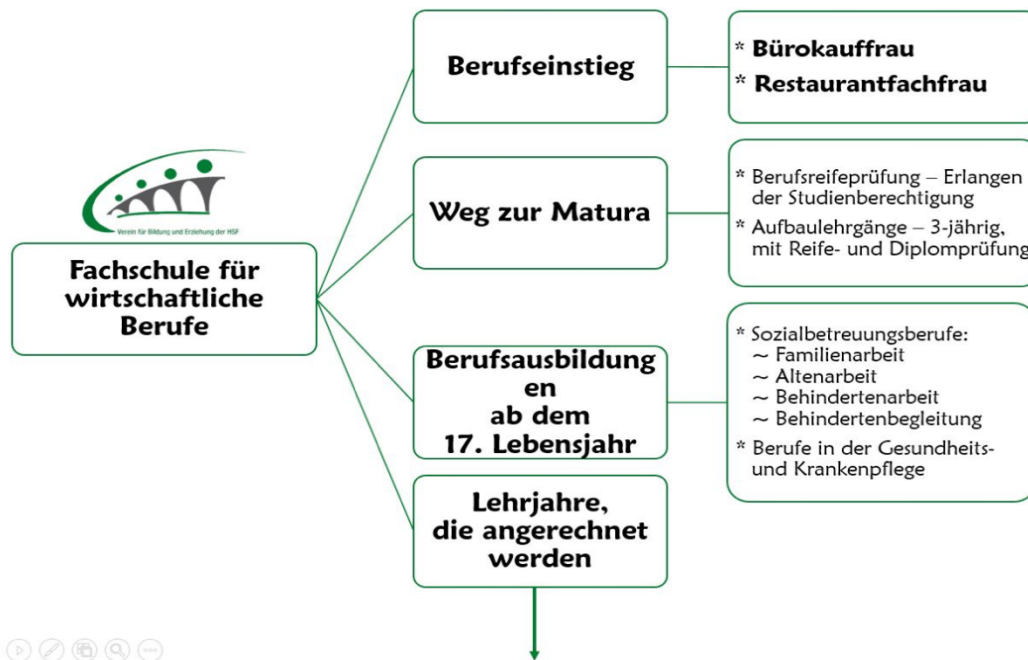 Verein für Bildung und Erziehung der HSF
Fachschule für
wirtschaftliche
Berufe
Berufseinstieg
* Bürokauffrau
* Restaurantfachfrau
Weg zur Matura
* Berufsreifeprüfung – Erlangen
der Studienberechtigung
* Aufbaulehrgänge – 3-jährig,
mit Reife- und Diplomprüfung
Berufsausbildung
en
ab dem
17. Lebensjahr
* Sozialbetreuungsberufe:
~ Familienarbeit
~ Altenarbeit
~ Behindertenarbeit
~ Behindertenbegleitung
* Berufe in der Gesundheits-
und Krankenpflege
Lehrjahre,
die angerechnet
werden